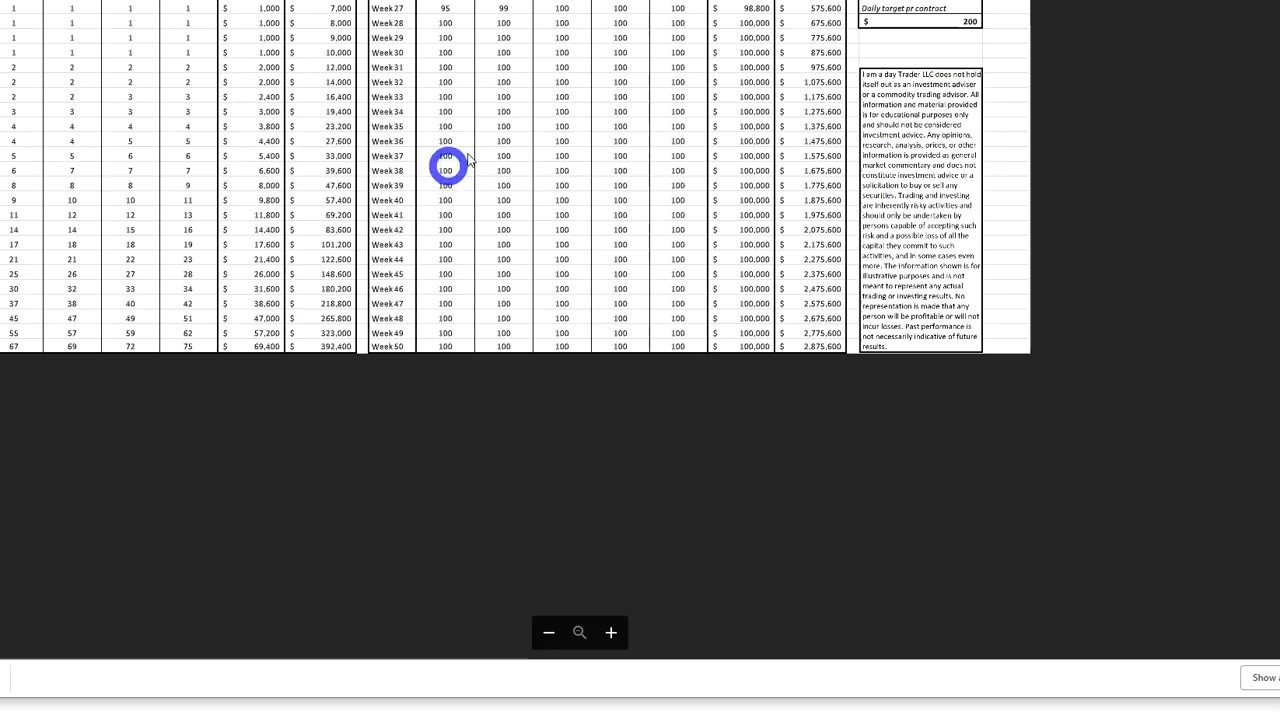 1 1 1 1 $ 1,000 $ 7,000 Week 27 95 99 100 100 100 $ 98,800 $ 575,600 Daily target pr contract
1 1 1 1 $ 1,000 $ 8,000 Week 28 100 100 100 100 100 $ 100,000 $ 675,600 $ 200
1 1 1 1 $ 1,000 $ 9,000 Week 29 100 100 100 100 100 $ 100,000 $ 775,600
1 1 1 1 $ 1,000 $ 10,000 Week 30 100 100 100 100 100 $ 100,000 $ 875,600
2 2 2 2 $ 2,000 $ 12,000 Week 31 100 100 100 100 100 $ 100,000 $ 975,600
2 2 2 2 $ 2,000 $ 14,000 Week 32 100 100 100 100 100 $ 100,000 $ 1,075,600
2 2 3 3 $ 2,400 $ 16,400 Week 33 100 100 100 100 100 $ 100,000 $ 1,175,600
3 3 3 3 $ 3,000 $ 19,400 Week 34 100 100 100 100 100 $ 100,000 $ 1,275,600
4 4 4 4 $ 3,800 $ 23,200 Week 35 100 100 100 100 100 $ 100,000 $ 1,375,600
4 4 5 5 $ 4,400 $ 27,600 Week 36 100 100 100 100 100 $ 100,000 $ 1,475,600
5 5 6 6 $ 5,400 $ 33,000 Week 37 100 100 100 100 100 $ 100,000 $ 1,575,600
6 7 7 7 $ 6,600 $ 39,600 Week 38 100 100 100 100 100 $ 100,000 $ 1,675,600
8 8 8 9 $ 8,000 $ 47,600 Week 39 100 100 100 100 100 $ 100,000 $ 1,775,600
9 10 10 11 $ 9,800 $ 57,400 Week 40 100 100 100 100 100 $ 100,000 $ 1,875,600
11 12 12 13 $ 11,800 $ 69,200 Week 41 100 100 100 100 100 $ 100,000 $ 1,975,600
14 14 15 16 $ 14,400 $ 83,600 Week 42 100 100 100 100 100 $ 100,000 $ 2,075,600
17 18 18 19 $ 17,600 $ 101,200 Week 43 100 100 100 100 100 $ 100,000 $ 2,175,600
21 21 22 23 $ 21,400 $ 122,600 Week 44 100 100 100 100 100 $ 100,000 $ 2,275,600
25 26 27 28 $ 26,000 $ 148,600 Week 45 100 100 100 100 100 $ 100,000 $ 2,375,600
30 32 33 34 $ 31,600 $ 180,200 Week 46 100 100 100 100 100 $ 100,000 $ 2,475,600
37 38 40 42 $ 38,600 $ 218,800 Week 47 100 100 100 100 100 $ 100,000 $ 2,575,600
45 47 49 51 $ 47,000 $ 265,800 Week 48 100 100 100 100 100 $ 100,000 $ 2,675,600
55 57 59 62 $ 57,200 $ 323,000 Week 49 100 100 100 100 100 $ 100,000 $ 2,775,600
67 69 72 75 $ 69,400 $ 392,400 Week 50 100 100 100 100 100 $ 100,000 $ 2,875,600
I am a day Trader LLC does not hold
itself out as an investment adviser
or a commodity trading advisor. All
information and material provided
is for educational purposes only
and should not be considered
investment advice. Any opinions,
research, analysis, prices, or other
information is provided as general
market commentary and does not
constitute investment advice or a
solicitation to buy or sell any
securities. Trading and investing
are inherently risky activities and
should only be undertaken by
persons capable of accepting such
risk and a possible loss of all the
capital they commit to such
activities, and in some cases even
more. The information shown is for
illustrative purposes and is not
meant to represent any actual
trading or investing results. No
representation is made that any
person will be profitable or will not
incur losses. Past performance is
not necessarily indicative of future
results.
Show